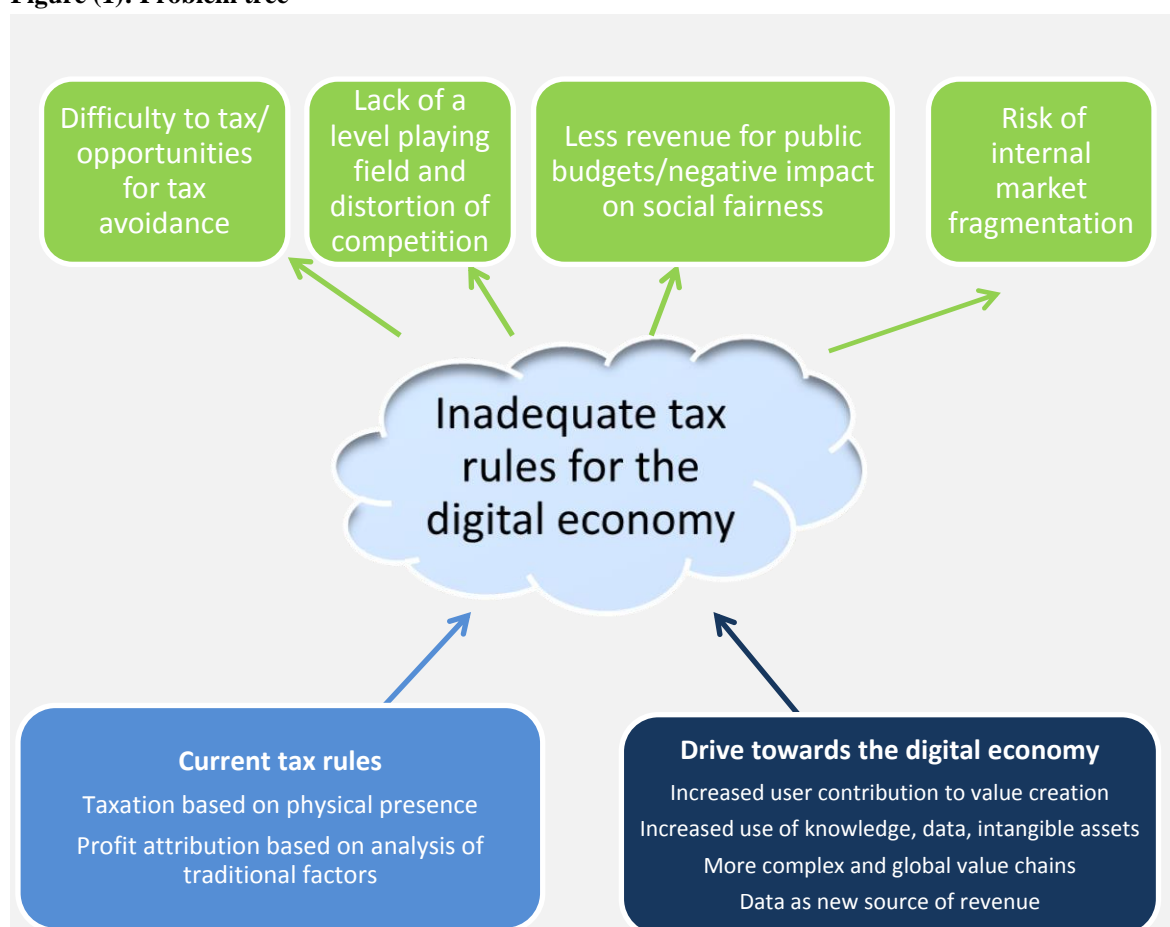 Figure (1): Problem tree
Difficulty to tax/
opportunities
for tax
avoidance
Lack of a
level playing
field and
distortion of
competition
Less revenue for public
budgets/negative impact
on social fairness
Risk of
internal
market
fragmentation
Inadequate tax
rules for the
digital economy
Current tax rules
Taxation based on physical presence
Profit attribution based on analysis of
traditional factors
Drive towards the digital economy
Increased user contribution to value creation
Increased use of knowledge, data, intangible assets
More complex and global value chains
Data as new source of revenue